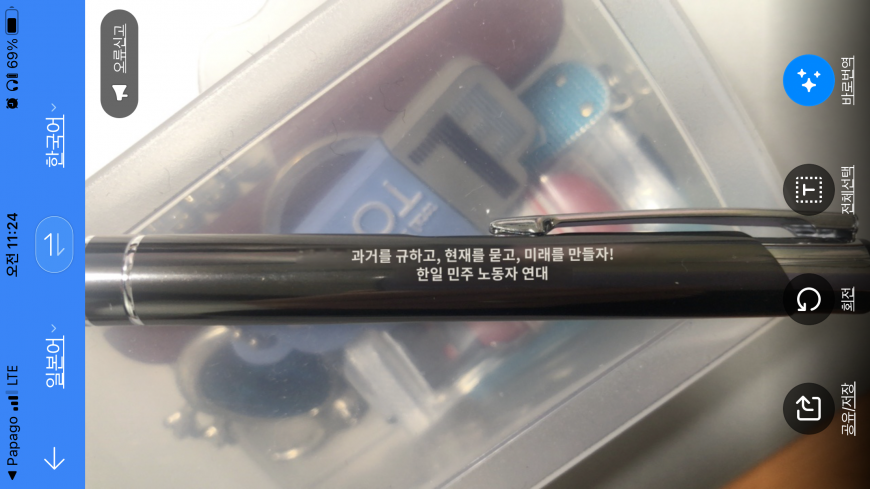 ◀ Papago LTE
오전 11:24
69%
←
일본어
한국어
오류신고
과거를 규하고, 현재를 묻고, 미래를 만들자!
한일 민주 노동자 연대
바로번역
T
전체선택
회전
공유/저장